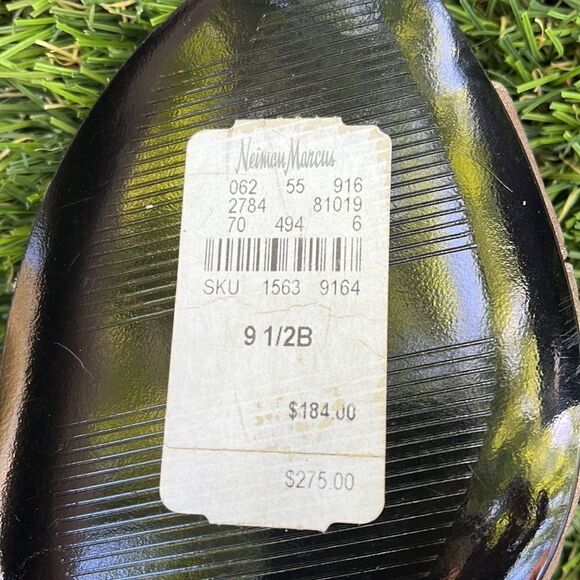 Neiman Marcus
062 55 916
2784 81019
70 494 6
SKU 1563 9164
9 1/2B
$184.00
$275.00